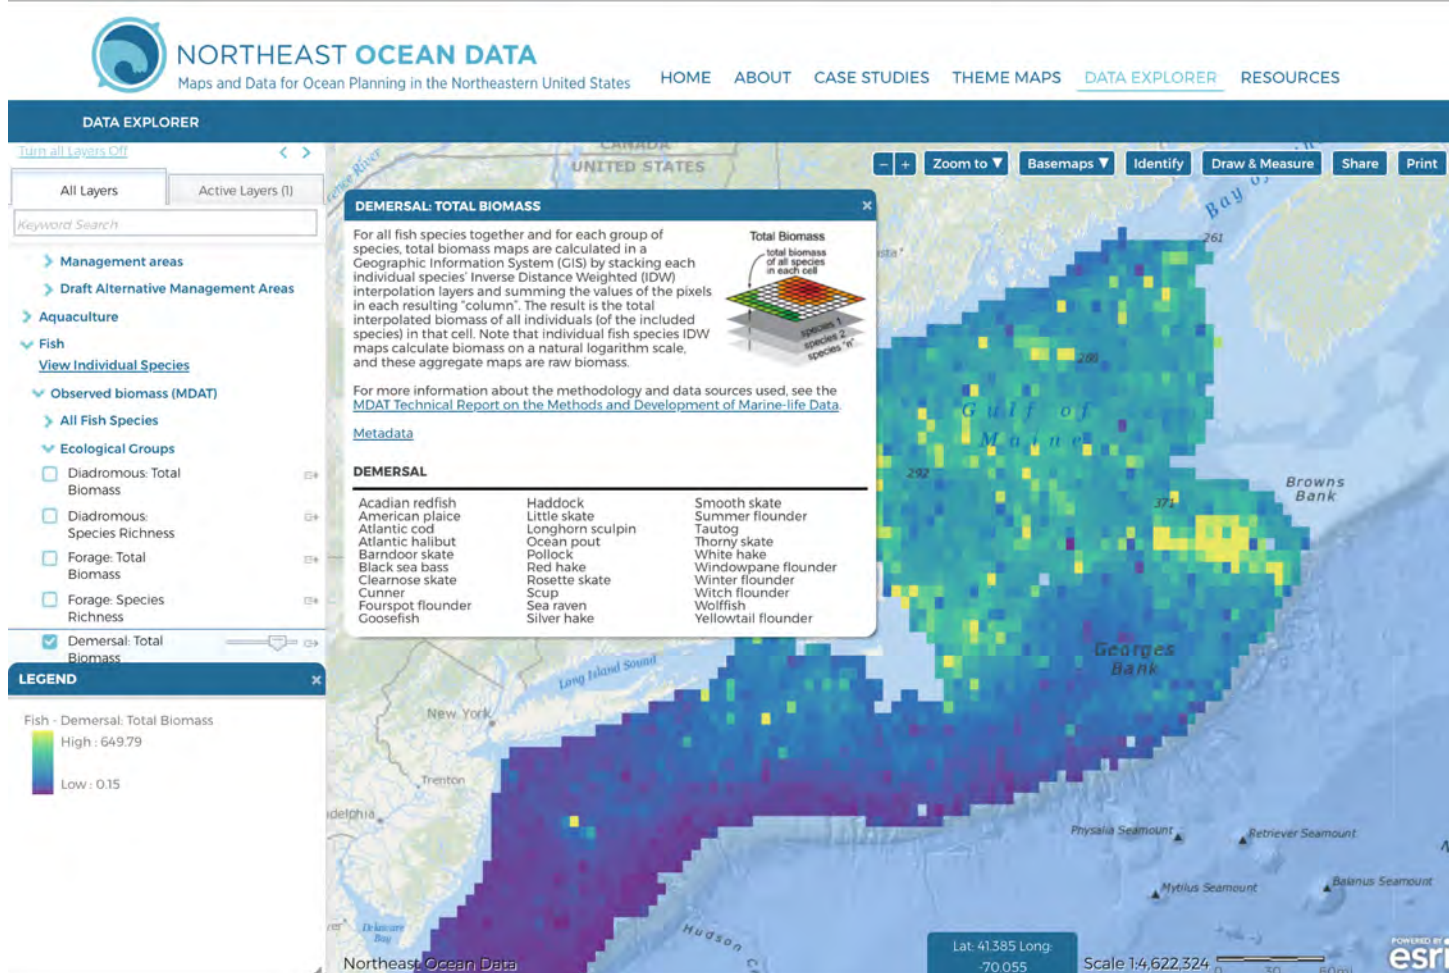 NORTHEAST OCEAN DATA
Maps and Data for Ocean Planning in the Northeastern United States
HOME ABOUT CASE STUDIES THEME MAPS DATA EXPLORER RESOURCES
DATA EXPLORER
Turn all Layers Off
< >
All Layers Active Layers (1)
Keyword Search
Management areas
Draft Alternative Management Areas
Aquaculture
Fish
View Individual Species
Observed biomass (MDAT)
All Fish Species
Ecological Groups
Diadromous: Total
Biomass
Diadromous:
Species Richness
Forage: Total
Biomass
Forage: Species
Richness
Demersal: Total
Biomass
LEGEND ×
Fish - Demersal: Total Biomass
High : 649.79
Low : 0.15
− + Zoom to ▼ Basemaps ▼ Identify Draw & Measure Share Print
DEMERSAL: TOTAL BIOMASS ×
For all fish species together and for each group of
species, total biomass maps are calculated in a
Geographic Information System (GIS) by stacking each
individual species' Inverse Distance Weighted (IDW)
interpolation layers and summing the values of the pixels
in each resulting "column". The result is the total
interpolated biomass of all individuals (of the included
species) in that cell. Note that individual fish species IDW
maps calculate biomass on a natural logarithm scale,
and these aggregate maps are raw biomass.
Total Biomass
total biomass
of all species
in each cell
species 1
species 2
species "n"
For more information about the methodology and data sources used, see the
MDAT Technical Report on the Methods and Development of Marine-life Data.
Metadata
DEMERSAL
Acadian redfish Haddock Smooth skate
American plaice Little skate Summer flounder
Atlantic cod Longhorn sculpin Tautog
Atlantic halibut Ocean pout Thorny skate
Barndoor skate Pollock White hake
Black sea bass Red hake Windowpane flounder
Clearnose skate Rosette skate Winter flounder
Cunner Scup Witch flounder
Fourspot flounder Sea raven Wolffish
Goosefish Silver hake Yellowtail flounder
CANADA
UNITED STATES
Bay of
261
Gulf of
Maine
292
371
Browns
Bank
Georges
Bank
Long Island Sound
New York
Trenton
delphia
Delaware
Bay
Hudson
Physalia Seamount
Retriever Seamount
Mytilus Seamount
Balanus Seamount
Northeast Ocean Data
Lat: 41.385 Long:
-70.055
Scale 1:4,622,324
0 30 60mi
POWERED BY
esri